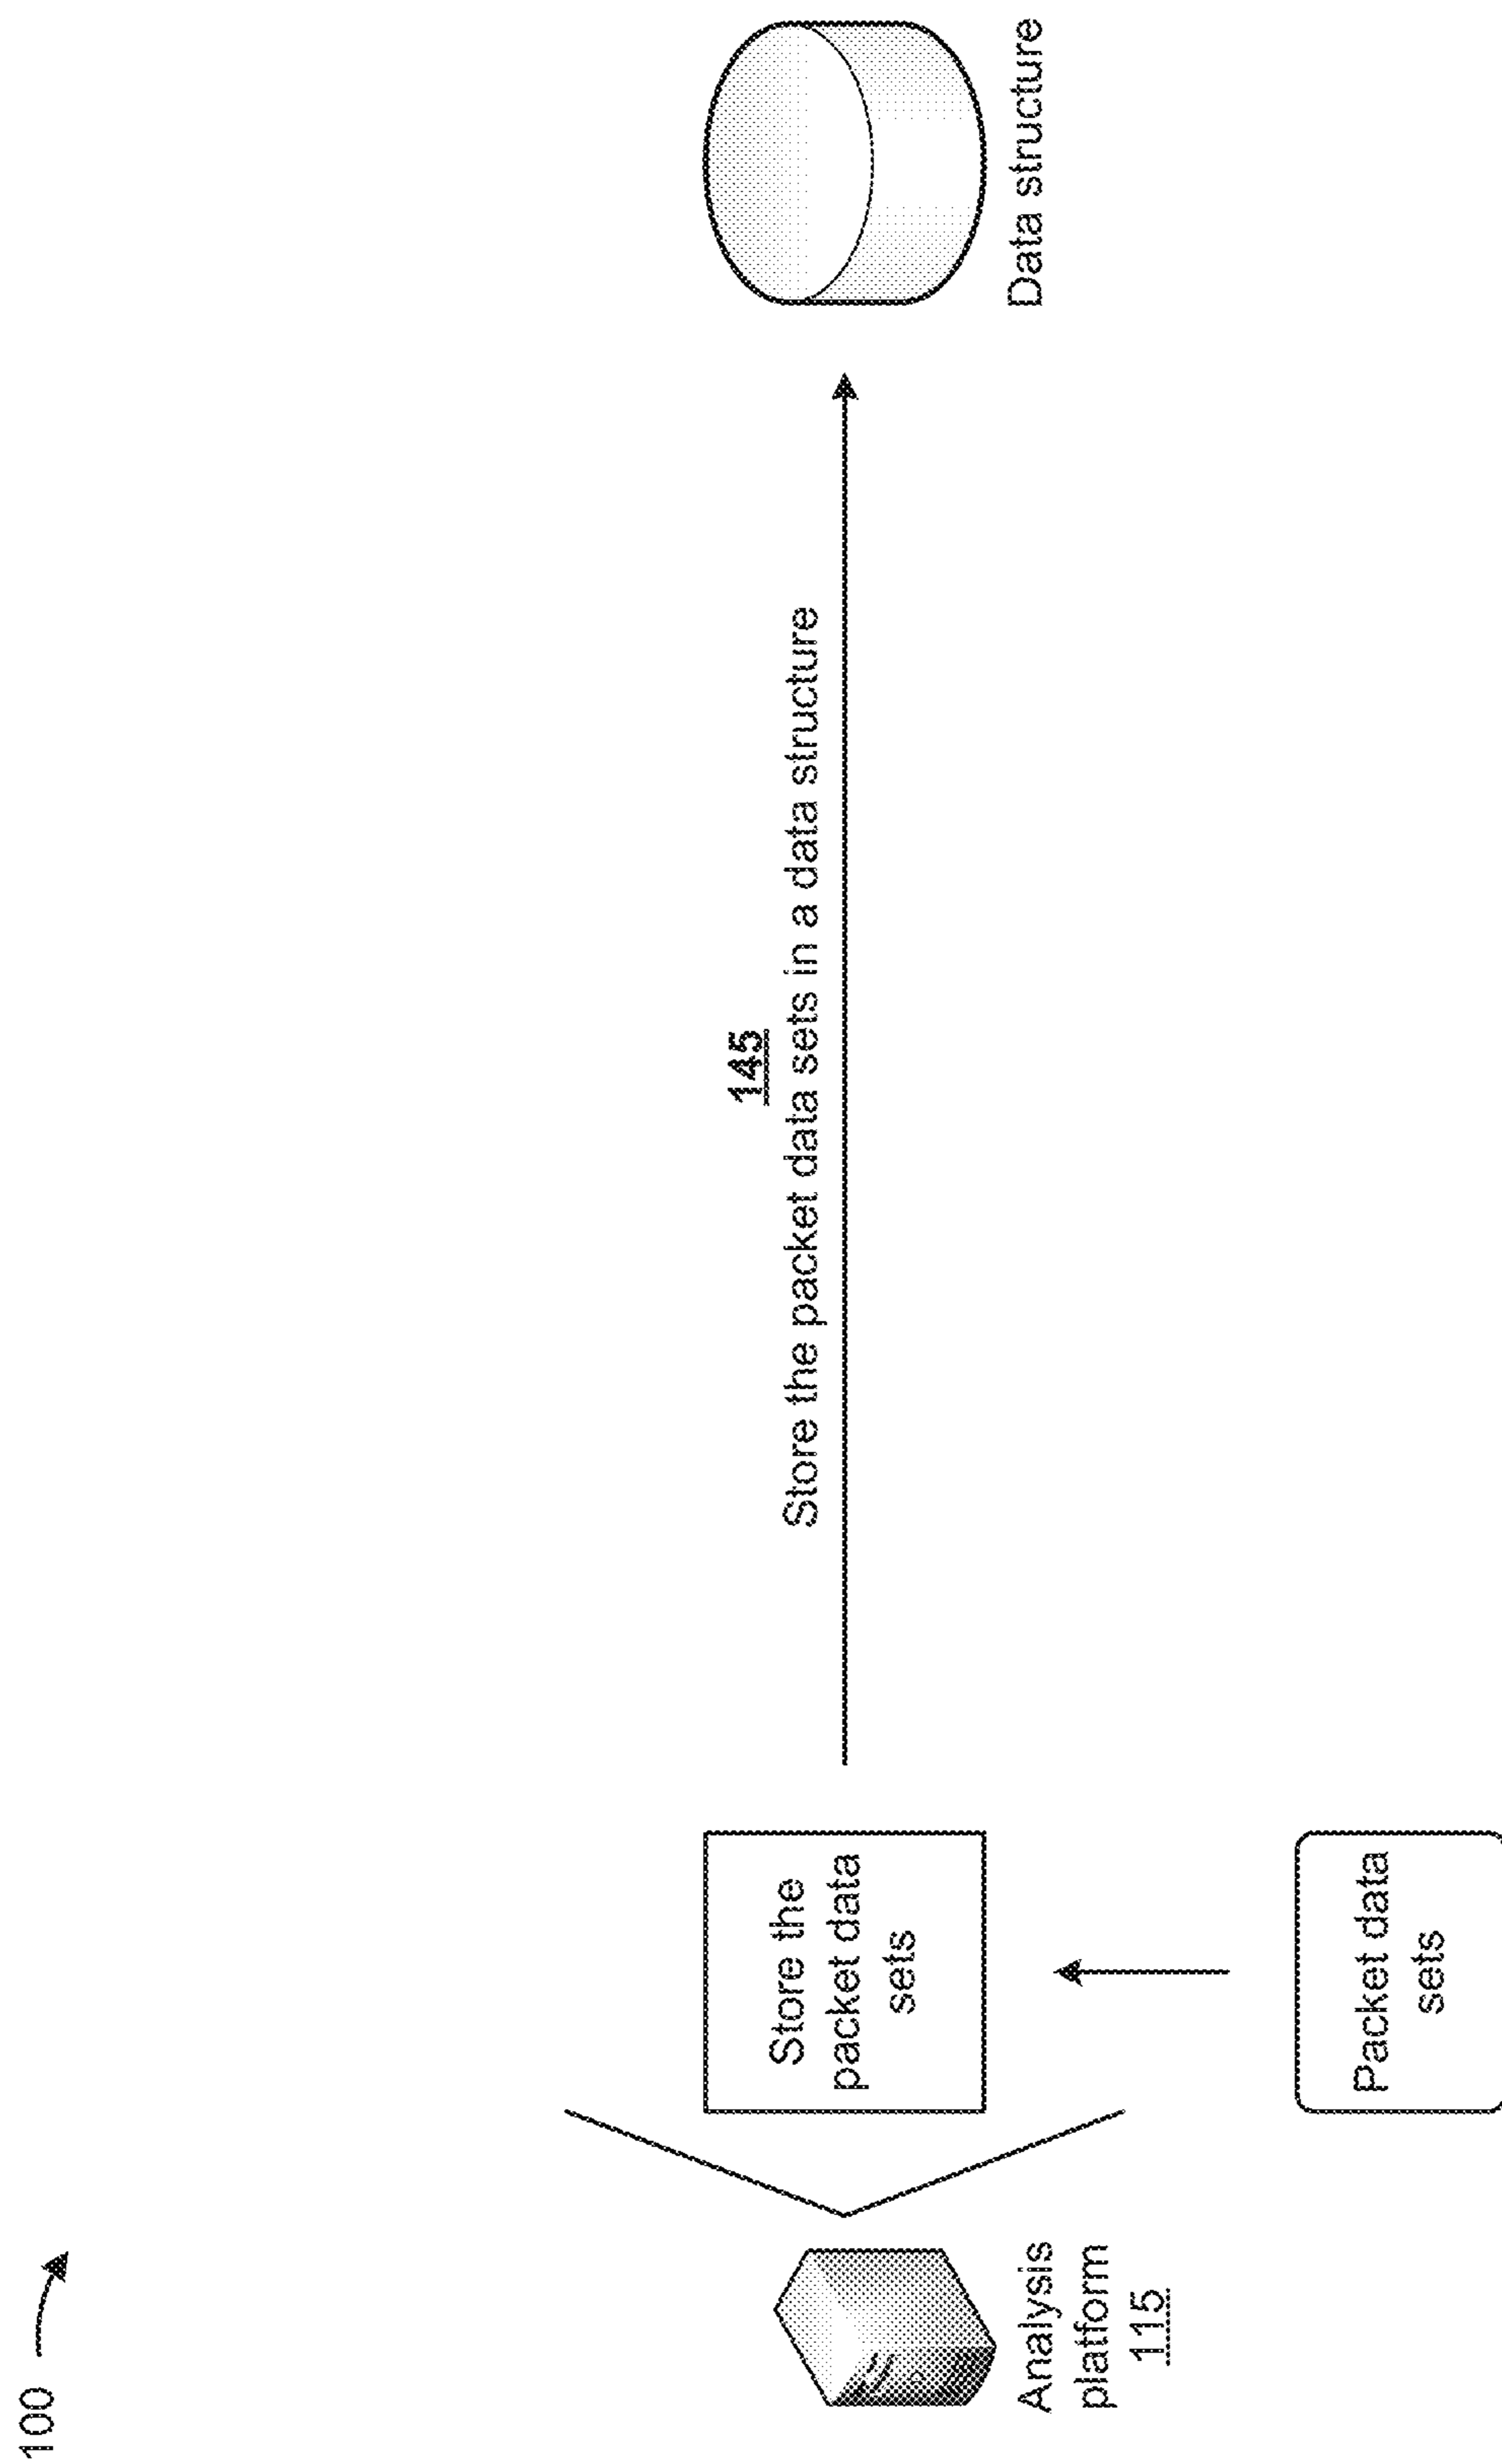 100
145
Store the packet data sets in a data structure
Store the
packet data
sets
Data structure
Analysis
platform
115
Packet data
sets